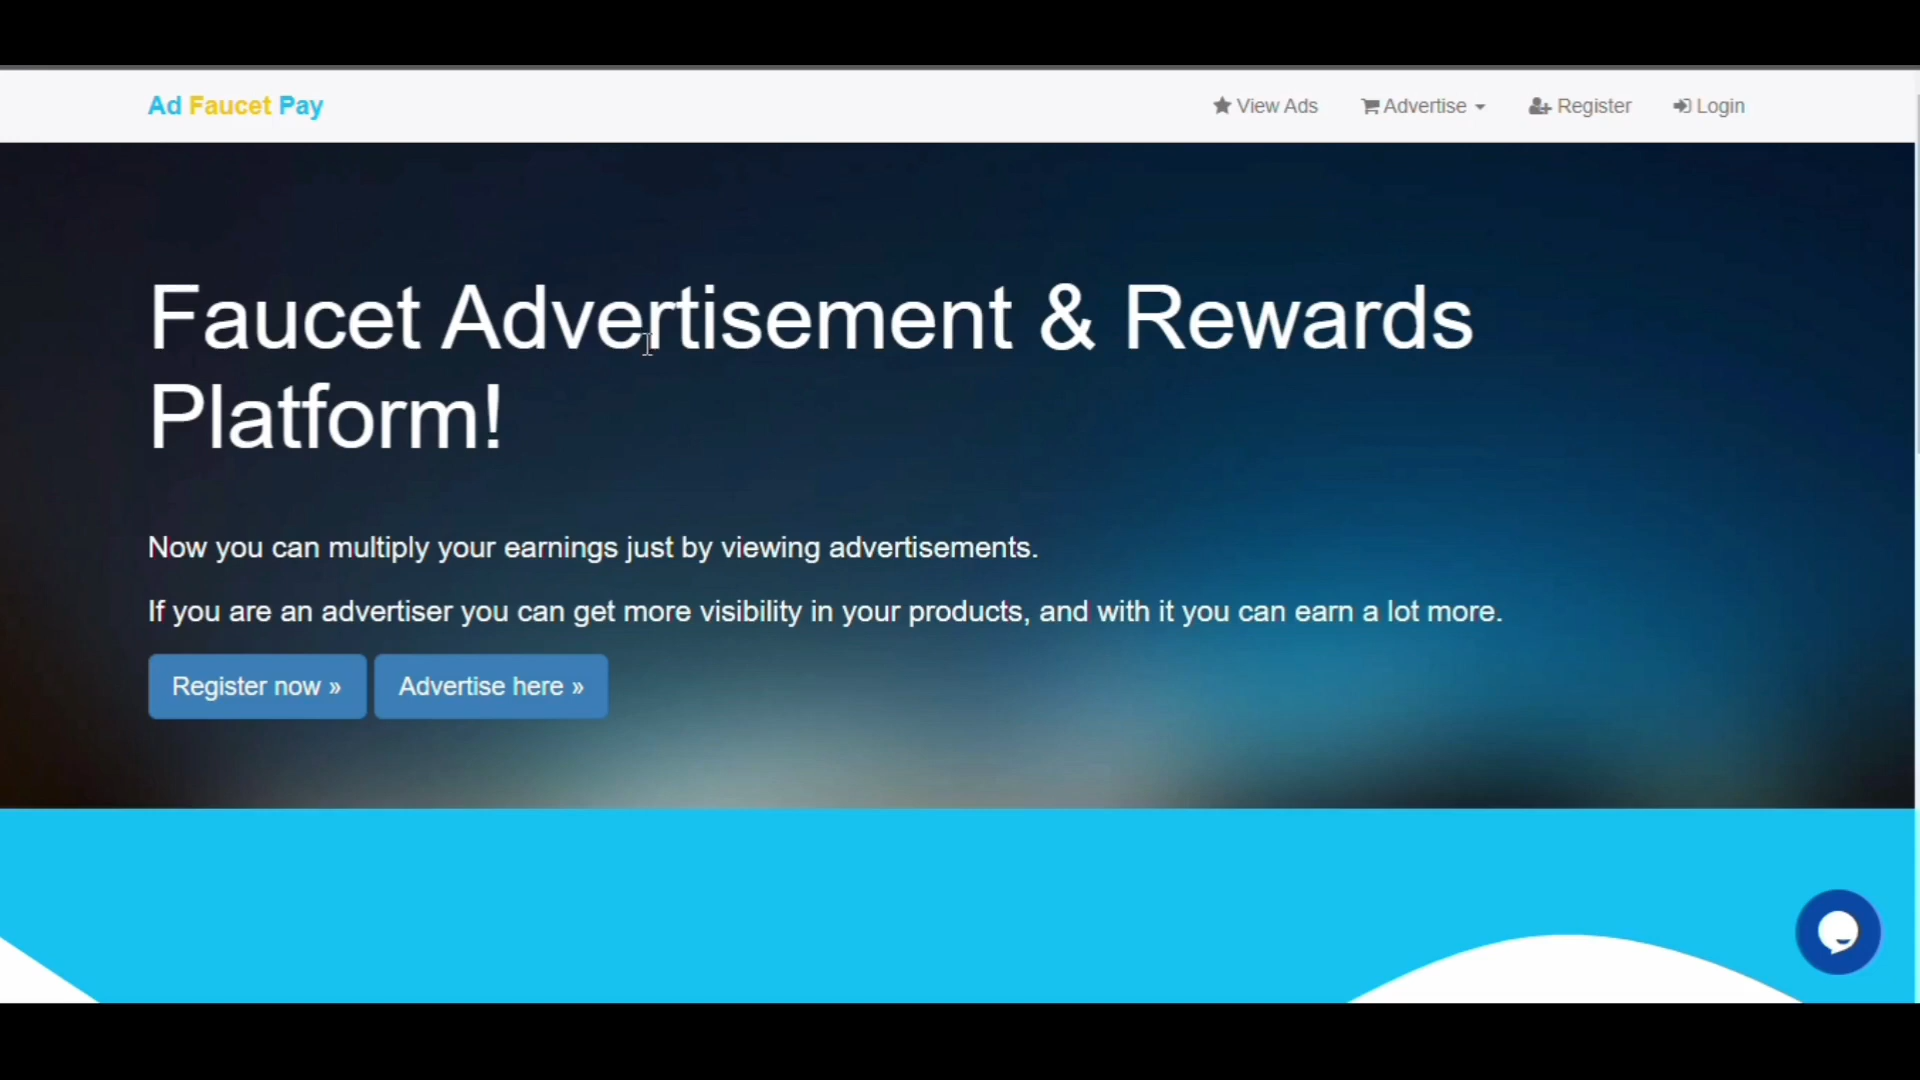 Ad Faucet Pay
View Ads
Advertise
Register
Login
Faucet Advertisement & Rewards
Platform!
Now you can multiply your earnings just by viewing advertisements.
If you are an advertiser you can get more visibility in your products, and with it you can earn a lot more.
Register now »
Advertise here »